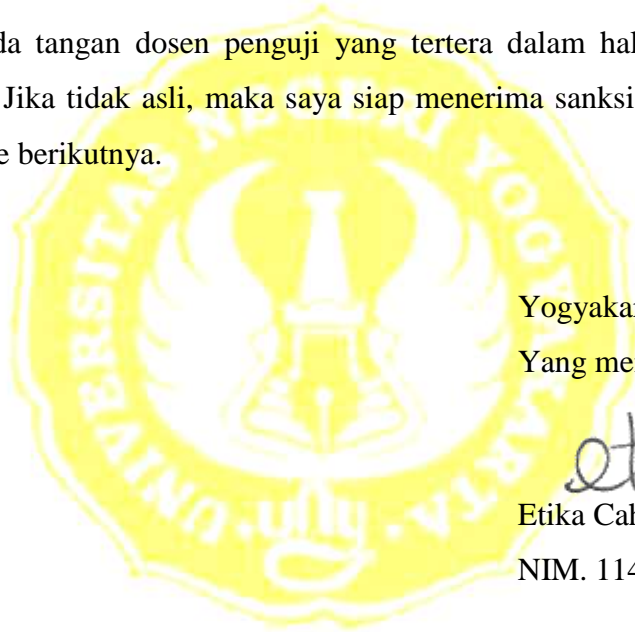 da tangan dosen penguji yang tertera dalam hal
Jika tidak asli, maka saya siap menerima sanksi
e berikutnya.
UNIVERSITAS NEGERI YOGYAKARTA
uny
Yogyakar
Yang me
et
Etika Cah
NIM. 114